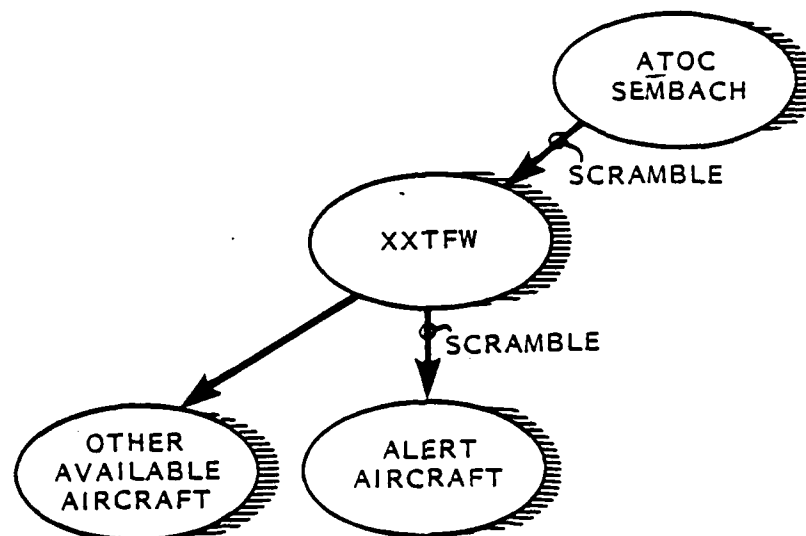 ATOC
SEMBACH
SCRAMBLE
XXTFW
SCRAMBLE
OTHER
AVAILABLE
AIRCRAFT
ALERT
AIRCRAFT